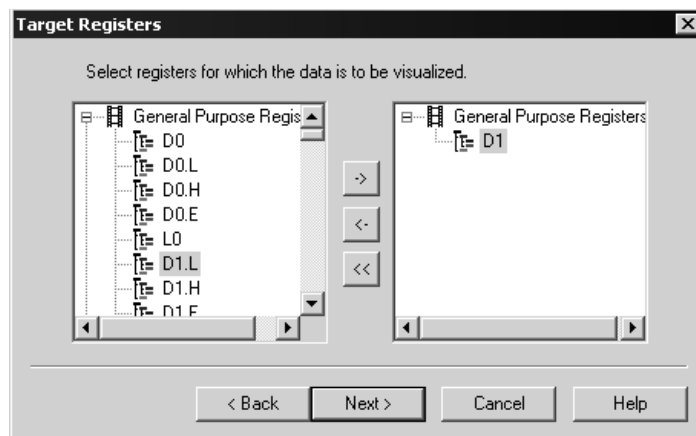 Target Registers
Select registers for which the data is to be visualized.
General Purpose Regis
D0
D0.L
D0.H
D0.E
L0
D1.L
D1.H
D1.E
General Purpose Registers
D1
->
<-
<<
< Back
Next >
Cancel
Help